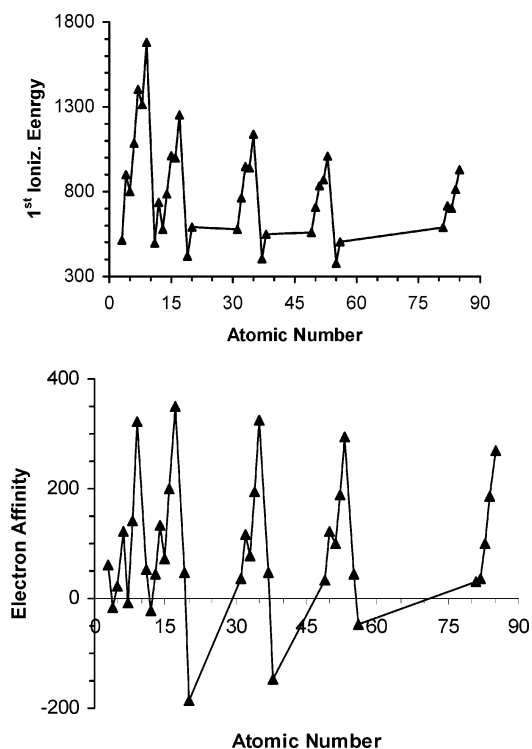 1800
1300
800
300
1st Ioniz. Eenrgy
0 15 30 45 60 75 90
Atomic Number
400
200
0
-200
Electron Affinity
0 15 30 45 60 75 90
Atomic Number